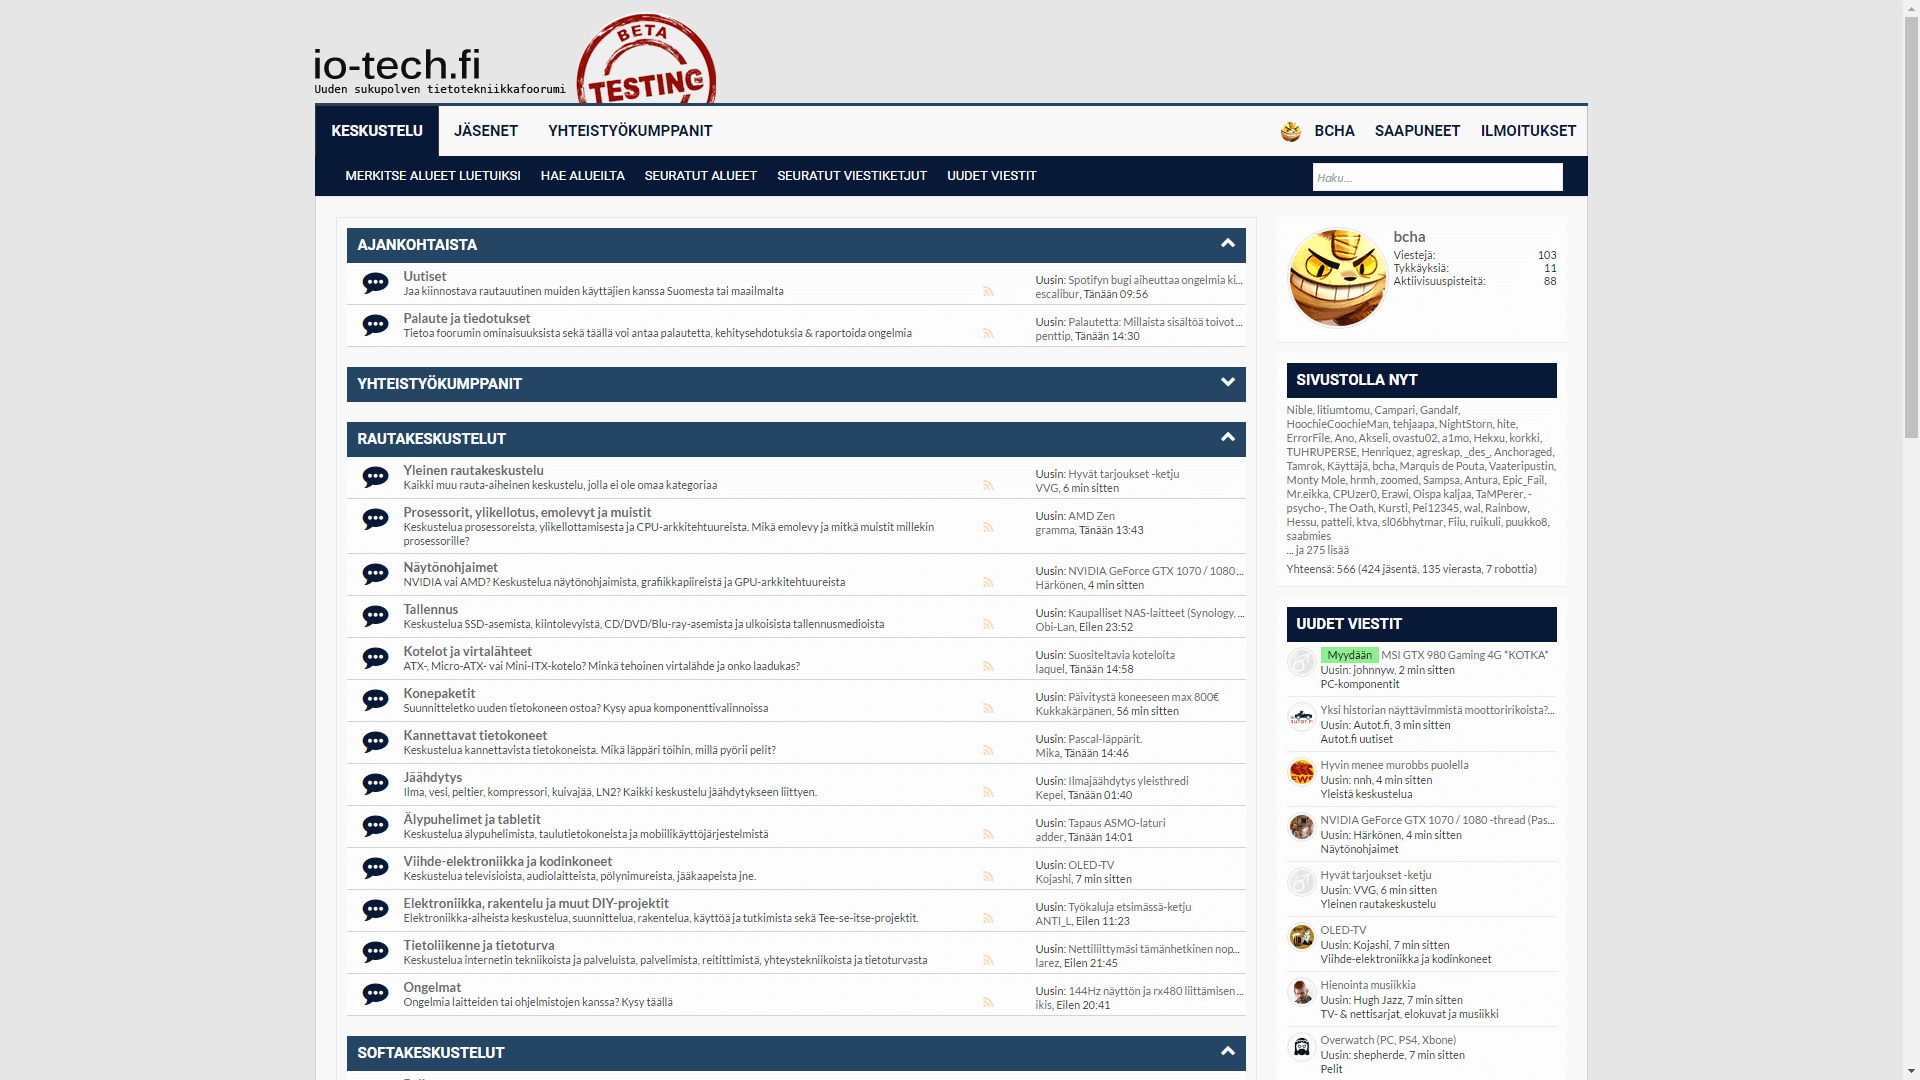 io-tech.fi
Uuden sukupolven tietotekniikkafoorumi
BETA
TESTING
KESKUSTELU JÄSENET YHTEISTYÖKUMPPANIT
BCHA SAAPUNEET ILMOITUKSET
MERKITSE ALUEET LUETUIKSI HAE ALUEILTA SEURATUT ALUEET SEURATUT VIESTIKETJUT UUDET VIESTIT
Haku...
AJANKOHTAISTA
Uutiset
Jaa kiinnostava rautauutinen muiden käyttäjien kanssa Suomesta tai maailmalta
Uusin: Spotifyn bugi aiheuttaa ongelmia ki...
escalibur, Tänään 09:56
Palaute ja tiedotukset
Tietoa foorumin ominaisuuksista sekä täällä voi antaa palautetta, kehitysehdotuksia & raportoida ongelmia
Uusin: Palautetta: Millaista sisältöä toivot ...
penttip, Tänään 14:30
YHTEISTYÖKUMPPANIT
RAUTAKESKUSTELUT
Yleinen rautakeskustelu
Kaikki muu rauta-aiheinen keskustelu, jolla ei ole omaa kategoriaa
Uusin: Hyvät tarjoukset -ketju
VVG, 6 min sitten
Prosessorit, ylikellotus, emolevyt ja muistit
Keskustelua prosessoreista, ylikellottamisesta ja CPU-arkkitehtuureista. Mikä emolevy ja mitkä muistit millekin
prosessorille?
Uusin: AMD Zen
gramma, Tänään 13:43
Näytönohjaimet
NVIDIA vai AMD? Keskustelua näytönohjaimista, grafiikkapiireistä ja GPU-arkkitehtuureista
Uusin: NVIDIA GeForce GTX 1070 / 1080 ...
Härkönen, 4 min sitten
Tallennus
Keskustelua SSD-asemista, kiintolevyistä, CD/DVD/Blu-ray-asemista ja ulkoisista tallennusmedioista
Uusin: Kaupalliset NAS-laitteet (Synology, ...
Obi-Lan, Eilen 23:52
Kotelot ja virtalähteet
ATX-, Micro-ATX- vai Mini-ITX-kotelo? Minkä tehoinen virtalähde ja onko laadukas?
Uusin: Suositeltavia koteloita
laquel, Tänään 14:58
Konepaketit
Suunnitteletko uuden tietokoneen ostoa? Kysy apua komponenttivalinnoissa
Uusin: Päivitystä koneeseen max 800€
Kukkakärpänen, 56 min sitten
Kannettavat tietokoneet
Keskustelua kannettavista tietokoneista. Mikä läppäri töihin, millä pyörii pelit?
Uusin: Pascal-läppärit.
Mika, Tänään 14:46
Jäähdytys
Ilma, vesi, peltier, kompressori, kuivajää, LN2? Kaikki keskustelu jäähdytykseen liittyen.
Uusin: Ilmajäähdytys yleisthredi
Kepei, Tänään 01:40
Älypuhelimet ja tabletit
Keskustelua älypuhelimista, taulutietokoneista ja mobiilikäyttöjärjestelmistä
Uusin: Tapaus ASMO-laturi
adder, Tänään 14:01
Viihde-elektroniikka ja kodinkoneet
Keskustelua televisioista, audiolaitteista, pölynimureista, jääkaapeista jne.
Uusin: OLED-TV
Kojashi, 7 min sitten
Elektroniikka, rakentelu ja muut DIY-projektit
Elektroniikka-aiheista keskustelua, suunnittelua, rakentelua, käyttöä ja tutkimista sekä Tee-se-itse-projektit.
Uusin: Työkaluja etsimässä-ketju
ANTI_L, Eilen 11:23
Tietoliikenne ja tietoturva
Keskustelua internetin tekniikoista ja palveluista, palvelimista, reitittimistä, yhteystekniikoista ja tietoturvasta
Uusin: Nettiliittymäsi tämänhetkinen nop...
larez, Eilen 21:45
Ongelmat
Ongelmia laitteiden tai ohjelmistojen kanssa? Kysy täällä
Uusin: 144Hz näyttön ja rx480 liittämisen ...
ikis, Eilen 20:41
SOFTAKESKUSTELUT
bcha
Viestejä: 103
Tykkäyksiä: 11
Aktiivisuuspisteitä: 88
SIVUSTOLLA NYT
Nible, litiumtomu, Campari, Gandalf,
HoochieCoochieMan, tehjaapa, NightStorn, hite,
ErrorFile, Ano, Akseli, ovastu02, a1mo, Hekxu, korkki,
TUHRUPERSE, Henriquez, agreskap, _des_, Anchoraged,
Tamrok, Käyttäjä, bcha, Marquis de Pouta, Vaateripustin,
Monty Mole, hrmh, zoomed, Sampsa, Antura, Epic_Fail,
Mr.eikka, CPUzer0, Erawi, Oispa kaljaa, TaMPerer, -
psycho-, The Oath, Kursti, Pei12345, wal, Rainbow,
Hessu, patteli, ktva, sl06bhytmar, Fiiu, ruikuli, puukko8,
saabmies
... ja 275 lisää
Yhteensä: 566 (424 jäsentä, 135 vierasta, 7 robottia)
UUDET VIESTIT
Myydään MSI GTX 980 Gaming 4G *KOTKA*
Uusin: johnnyw, 2 min sitten
PC-komponentit
Yksi historian näyttävimmistä moottoririkoista?...
Uusin: Autot.fi, 3 min sitten
Autot.fi uutiset
Hyvin menee murobbs puolella
Uusin: nnh, 4 min sitten
Yleistä keskustelua
NVIDIA GeForce GTX 1070 / 1080 -thread (Pas...
Uusin: Härkönen, 4 min sitten
Näytönohjaimet
Hyvät tarjoukset -ketju
Uusin: VVG, 6 min sitten
Yleinen rautakeskustelu
OLED-TV
Uusin: Kojashi, 7 min sitten
Viihde-elektroniikka ja kodinkoneet
Hienointa musiikkia
Uusin: Hugh Jazz, 7 min sitten
TV- & nettisarjat, elokuvat ja musiikki
Overwatch (PC, PS4, Xbone)
Uusin: shepherde, 7 min sitten
Pelit